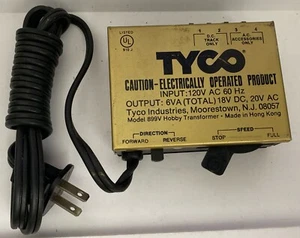 LISTED
UL
D.C.
TRACK
ONLY
A.C.
ACCESSORIES
ONLY
TYCO
CAUTION-ELECTRICALLY OPERATED PRODUCT
INPUT: 120V AC 60 Hz
OUTPUT: 6VA (TOTAL) 18V DC, 20V AC
Tyco Industries, Moorestown, N.J. 08057
Model 899V Hobby Transformer • Made in Hong Kong
DIRECTION
FORWARD REVERSE
SPEED
STOP FULL